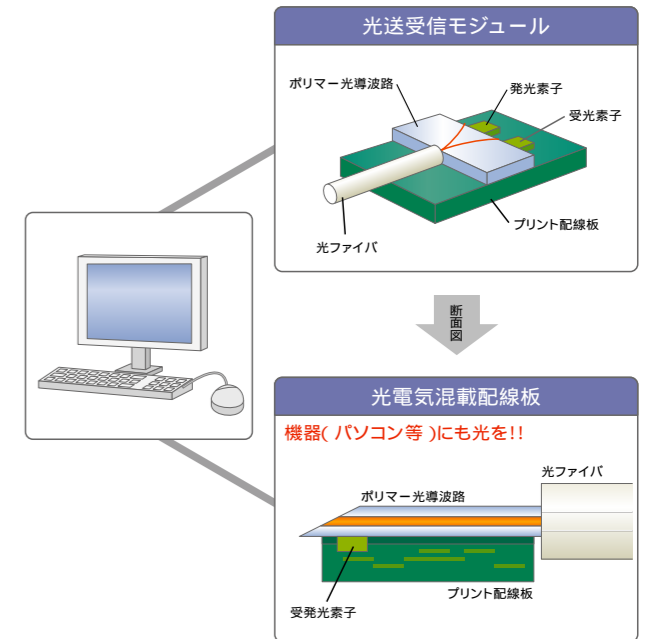 光送受信モジュール
ポリマー光導波路
発光素子
受光素子
プリント配線板
光ファイバ
断面図
光電気混載配線板
機器( パソコン等 )にも光を!!
光ファイバ
ポリマー光導波路
プリント配線板
受発光素子